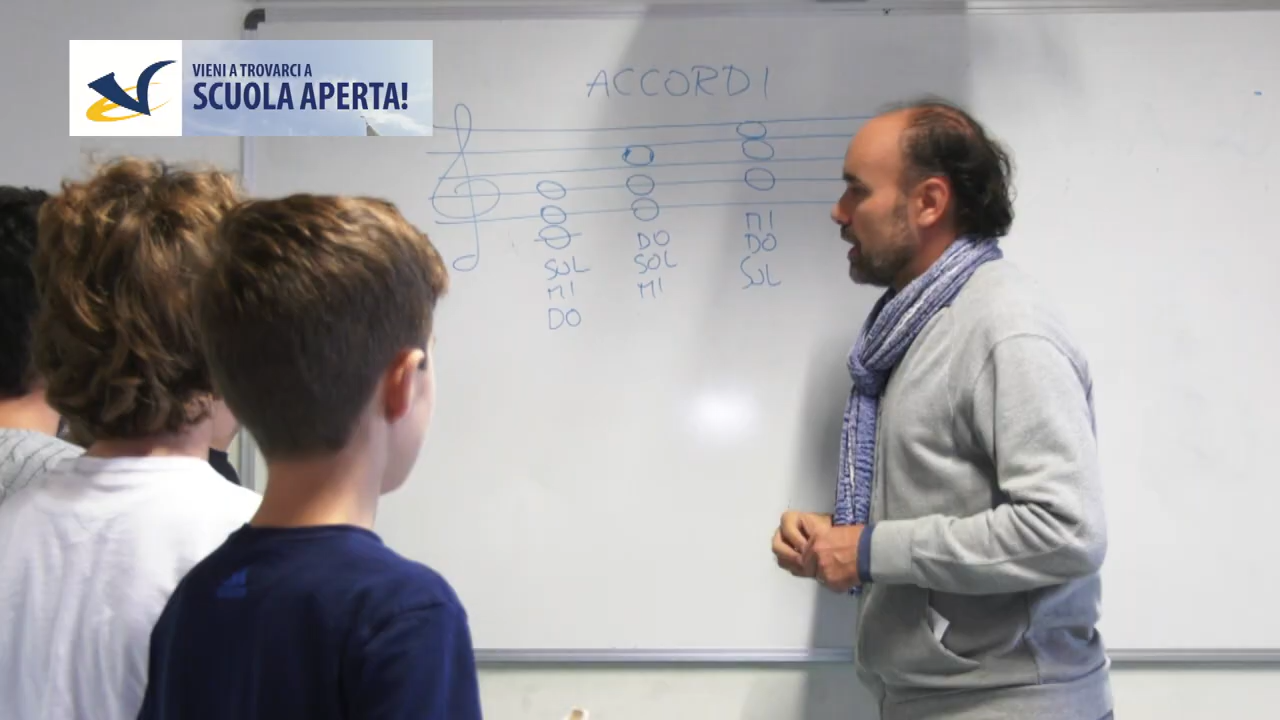 VIENI A TROVARCI A
SCUOLA APERTA!
ACCORDI
SOL
MI
DO
DO
SOL
MI
MI
DO
SOL